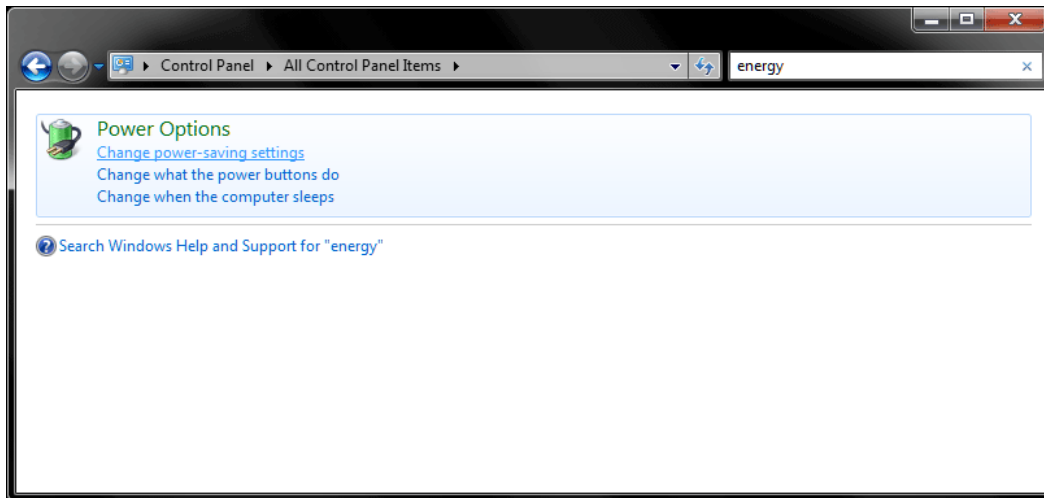 Control Panel All Control Panel Items
energy
Power Options
Change power-saving settings
Change what the power buttons do
Change when the computer sleeps
Search Windows Help and Support for "energy"